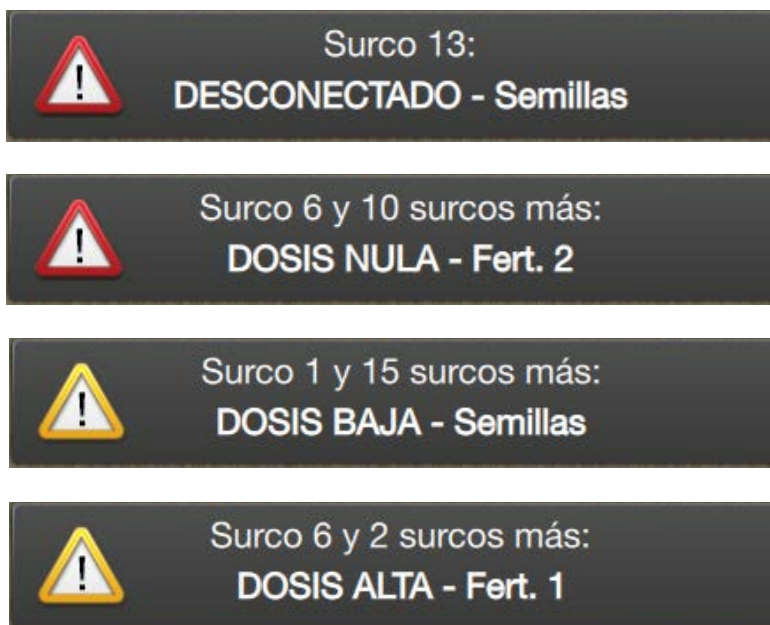 Surco 13:
DESCONECTADO - Semillas
Surco 6 y 10 surcos más:
DOSIS NULA - Fert. 2
Surco 1 y 15 surcos más:
DOSIS BAJA - Semillas
Surco 6 y 2 surcos más:
DOSIS ALTA - Fert. 1